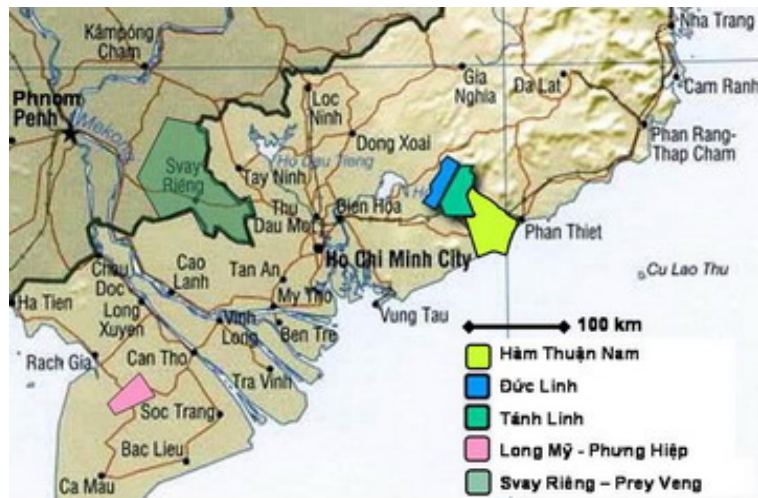 Nha Trang
Kâmpóng
Cham
Gia
Nghia
Da Lat
Cam Ranh
Loc
Ninh
Phnom
Penh
Mekong
Dong Xoai
Phan Rang-
Thap Cham
Svay
Riêng
Tay Ninh
Ho Dau Tieng
Thu
Dau Mot
Bien Hoa
Phan Thiet
Ho Chi Minh City
Chau
Doc
Cao
Lanh
Tan An
Cu Lao Thu
Ha Tien
Long
Xuyen
My Tho
Vung Tau
Vinh
Long
Ben Tre
100 km
Rach Gia
Can Tho
Hàm Thuận Nam
Tra Vinh
Đức Linh
Soc Trang
Tánh Linh
Bac Lieu
Long Mỹ - Phụng Hiệp
Ca Mau
Svay Riêng – Prey Veng